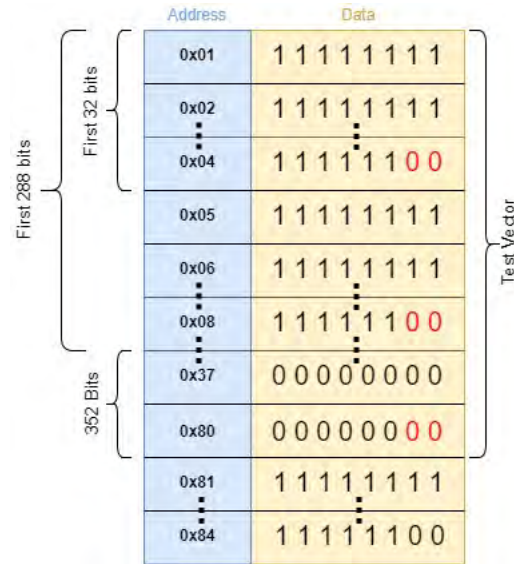 Address Data
0x01 1 1 1 1 1 1 1 1
0x02 1 1 1 1 1 1 1 1
0x04 1 1 1 1 1 1 0 0
0x05 1 1 1 1 1 1 1 1
0x06 1 1 1 1 1 1 1 1
0x08 1 1 1 1 1 1 0 0
0x37 0 0 0 0 0 0 0 0
0x80 0 0 0 0 0 0 0 0
0x81 1 1 1 1 1 1 1 1
0x84 1 1 1 1 1 1 0 0
First 32 bits
First 288 bits
352 Bits
Test Vector